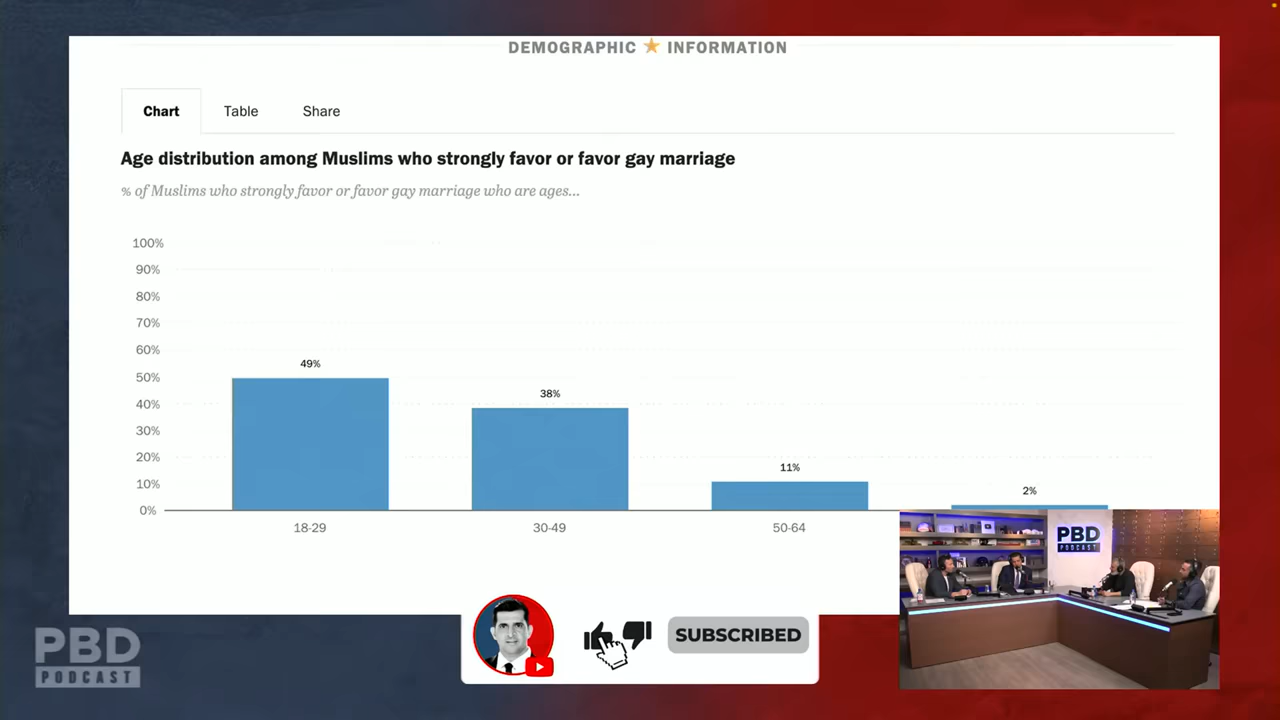 DEMOGRAPHIC INFORMATION
Chart Table Share
Age distribution among Muslims who strongly favor or favor gay marriage
% of Muslims who strongly favor or favor gay marriage who are ages...
100%
90%
80%
70%
60%
50%
40%
30%
20%
10%
0%
49%
38%
11%
2%
18-29 30-49 50-64
PBD
PODCAST
SUBSCRIBED
PBD
PODCAST